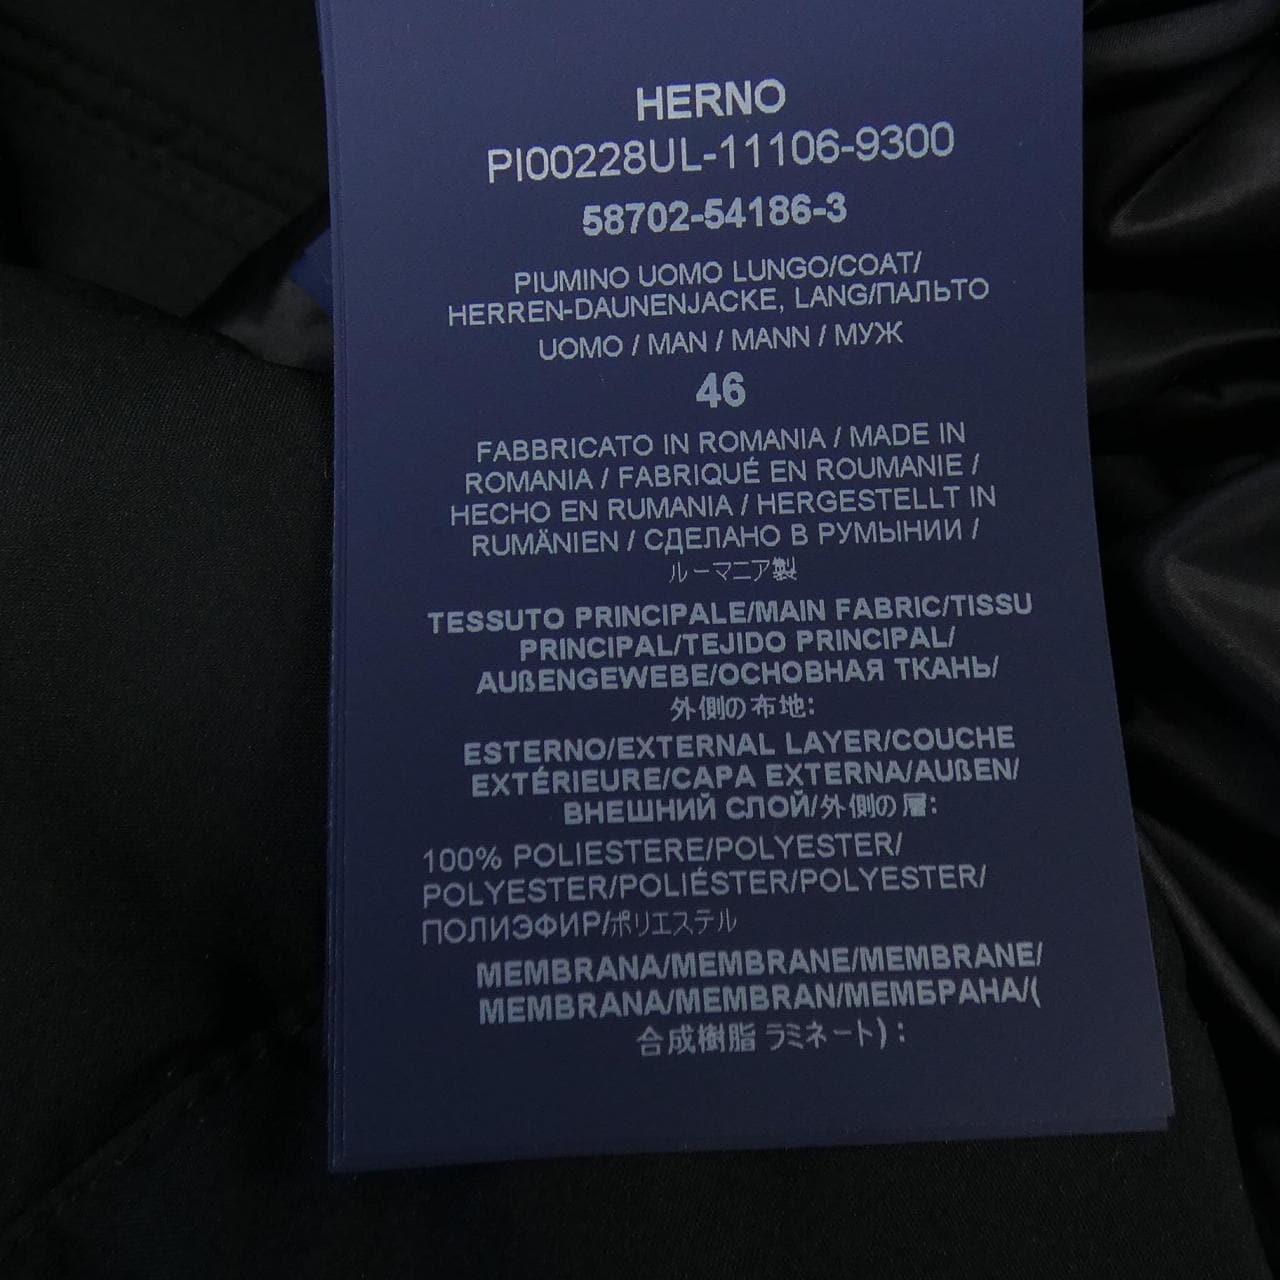 HERNO
PI00228UL-11106-9300
58702-54186-3
PIUMINO UOMO LUNGO/COAT/
HERREN-DAUNENJACKE, LANG/ПАЛЬТО
UOMO / MAN / MANN / МУЖ
46
FABBRICATO IN ROMANIA / MADE IN
ROMANIA / FABRIQUÉ EN ROUMANIE /
HECHO EN RUMANIA / HERGESTELLT IN
RUMÄNIEN / СДЕЛАНО В РУМЫНИИ /
ルーマニア製
TESSUTO PRINCIPALE/MAIN FABRIC/TISSU
PRINCIPAL/TEJIDO PRINCIPAL/
AUßENGEWEBE/ОСНОВНАЯ ТКАНЬ/
外側の布地:
ESTERNO/EXTERNAL LAYER/COUCHE
EXTÉRIEURE/CAPA EXTERNA/AUßEN/
ВНЕШНИЙ СЛОЙ/外側の層:
100% POLIESTERE/POLYESTER/
POLYESTER/POLIÉSTER/POLYESTER/
ПОЛИЭФИР/ポリエステル
MEMBRANA/MEMBRANE/MEMBRANE/
MEMBRANA/MEMBRAN/МЕМБРАНА/(
合成樹脂 ラミネート) :